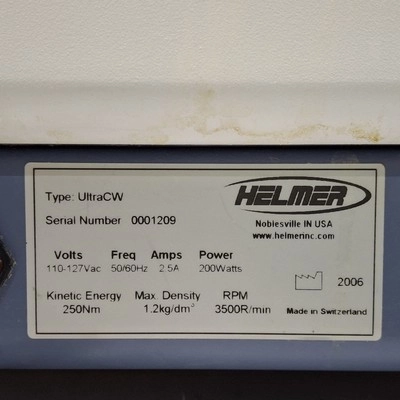 HELMER
Type: UltraCW
Serial Number 0001209
Noblesville IN USA
www.helmerinc.com
Volts Freq Amps Power
110-127Vac 50/60Hz 2.5A 200Watts
2006
Kinetic Energy Max. Density RPM
250Nm 1.2kg/dm³ 3500R/min
Made in Switzerland